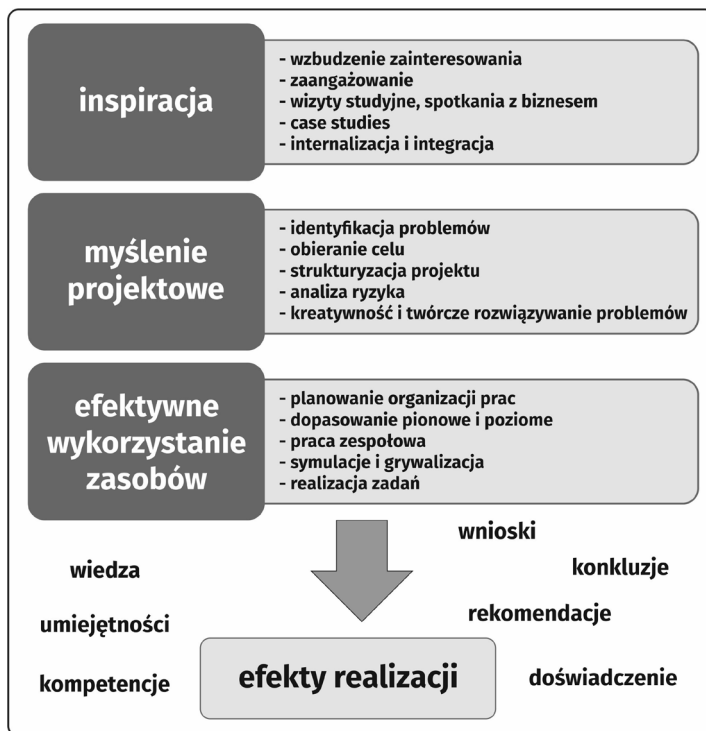 inspiracja
- wzbudzenie zainteresowania
- zaangażowanie
- wizyty studyjne, spotkania z biznesem
- case studies
- internalizacja i integracja
myślenie
projektowe
- identyfikacja problemów
- obieranie celu
- strukturyzacja projektu
- analiza ryzyka
- kreatywność i twórcze rozwiązywanie problemów
efektywne
wykorzystanie
zasobów
- planowanie organizacji prac
- dopasowanie pionowe i poziome
- praca zespołowa
- symulacje i grywalizacja
- realizacja zadań
wnioski
wiedza
konkluzje
umiejętności
rekomendacje
kompetencje
efekty realizacji
doświadczenie